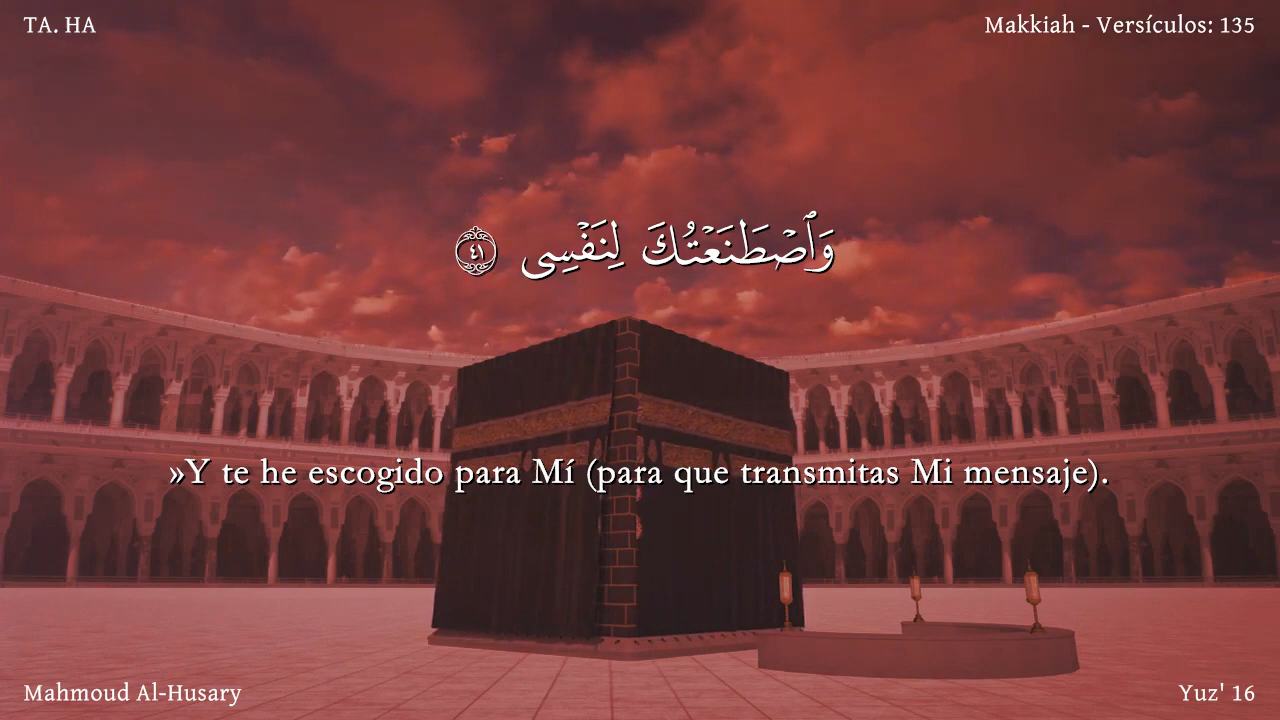 TA. HA
Makkiah - Versículos: 135
وَٱصْطَنَعْتُكَ لِنَفْسِى ٤١
»Y te he escogido para Mí (para que transmitas Mi mensaje).
Mahmoud Al-Husary
Yuz' 16